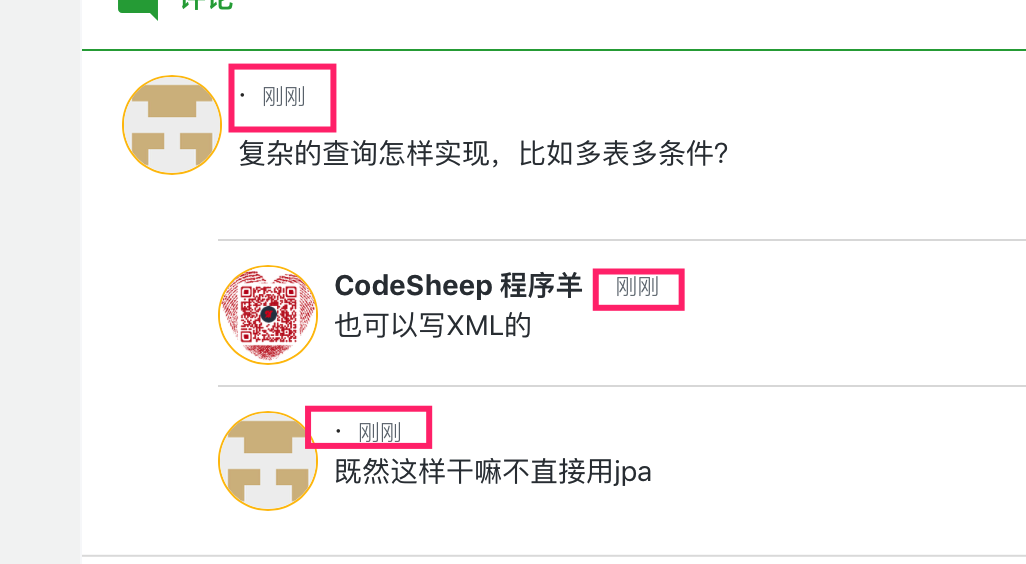 评论
· 刚刚
复杂的查询怎样实现，比如多表多条件？
CodeSheep 程序羊 刚刚
也可以写XML的
· 刚刚
既然这样干嘛不直接用jpa